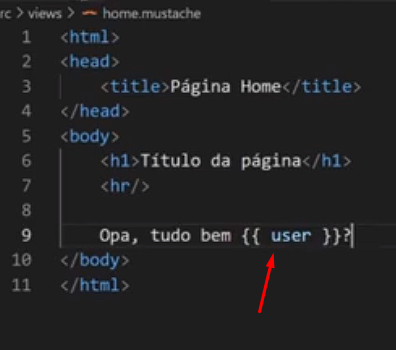 rc > views > home.mustache
1 <html>
2 <head>
3 <title>Página Home</title>
4 </head>
5 <body>
6 <h1>Título da página</h1>
7 <hr/>
8
9 Opa, tudo bem {{ user }}?
10 </body>
11 </html>